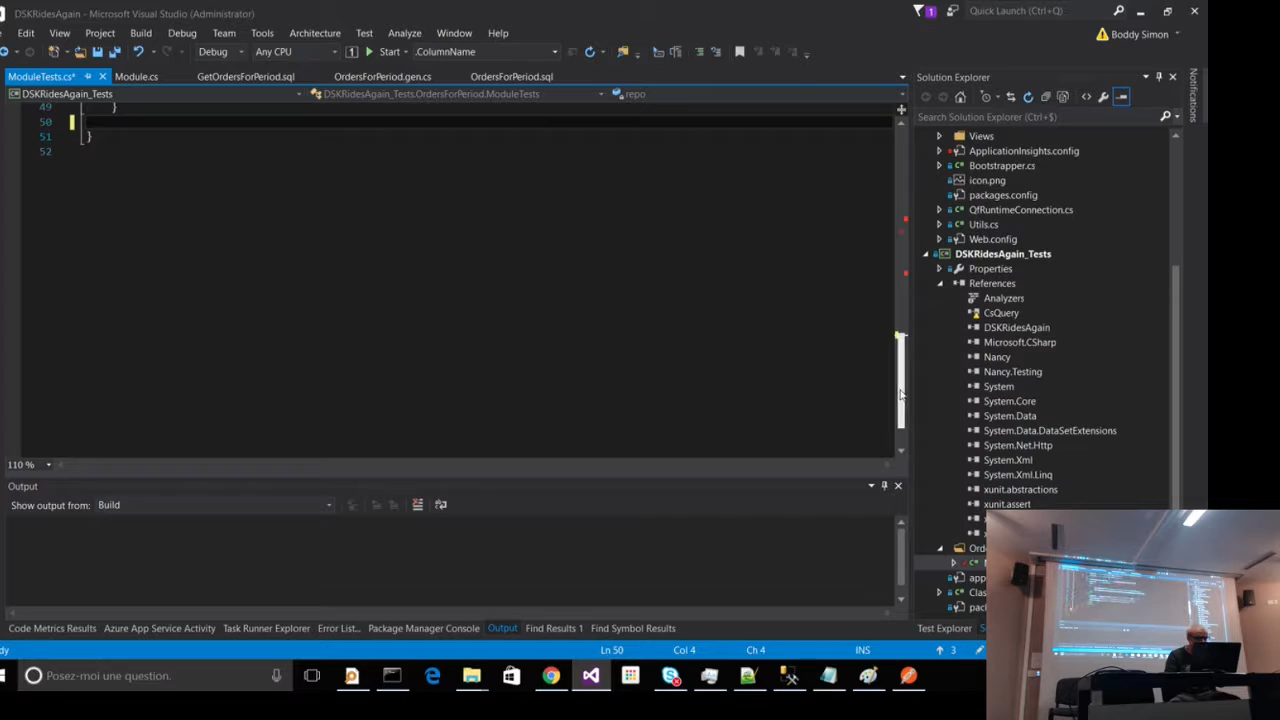 DSKRidesAgain - Microsoft Visual Studio (Administrator)
1
Quick Launch (Ctrl+Q)
Edit View Project Build Debug Team Tools Architecture Test Analyze Window Help
Boddy Simon
Debug Any CPU 1 Start .ColumnName
ModuleTests.cs* Module.cs GetOrdersForPeriod.sql OrdersForPeriod.gen.cs OrdersForPeriod.sql
DSKRidesAgain_Tests DSKRidesAgain_Tests.OrdersForPeriod.ModuleTests repo
49 }
50
51 }
52
110 %
Output
Show output from: Build
Code Metrics Results Azure App Service Activity Task Runner Explorer Error List... Package Manager Console Output Find Results 1 Find Symbol Results
Solution Explorer
Search Solution Explorer (Ctrl+$)
Views
ApplicationInsights.config
Bootstrapper.cs
icon.png
packages.config
QfRuntimeConnection.cs
Utils.cs
Web.config
DSKRidesAgain_Tests
Properties
References
Analyzers
CsQuery
DSKRidesAgain
Microsoft.CSharp
Nancy
Nancy.Testing
System
System.Core
System.Data
System.Data.DataSetExtensions
System.Net.Http
System.Xml
System.Xml.Linq
xunit.abstractions
xunit.assert
Test Explorer
Notifications
Ln 50 Col 4 Ch 4 INS 3
Posez-moi une question.